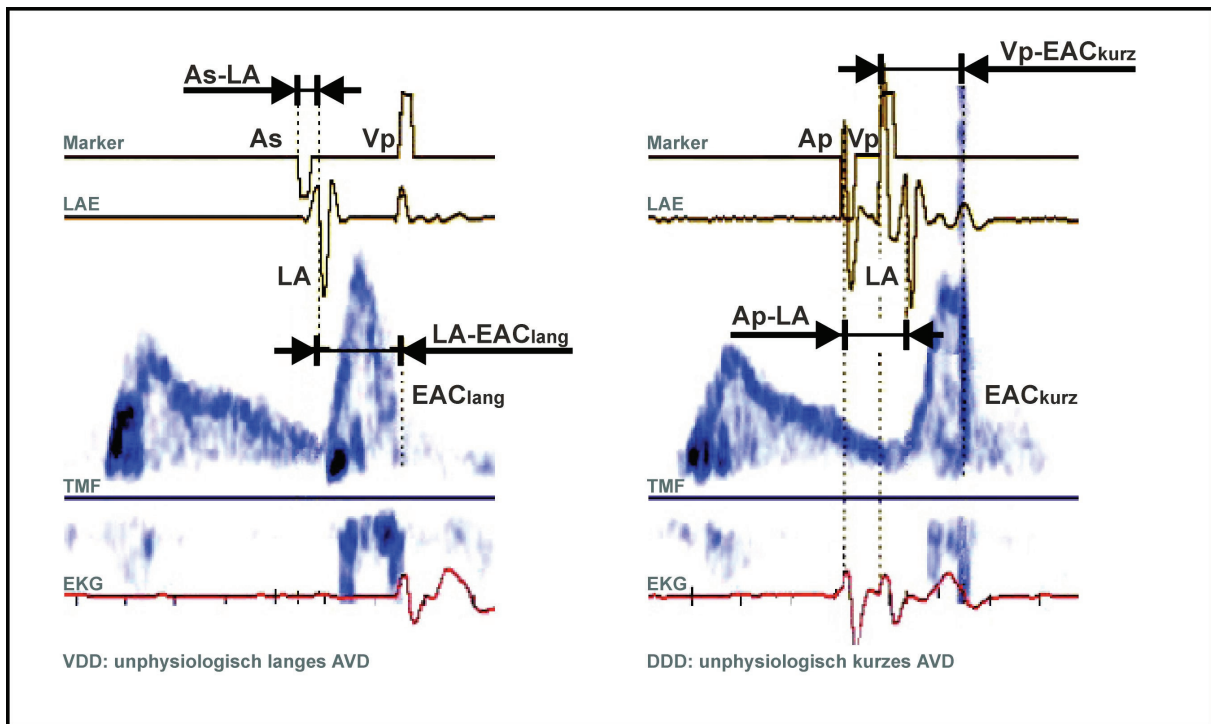 As-LA
Marker
As
Vp
LAE
LA
LA-EAClang
EAClang
TMF
EKG
VDD: unphysiologisch langes AVD
Vp-EACkurz
Marker
Ap
Vp
LAE
LA
Ap-LA
EACkurz
TMF
EKG
DDD: unphysiologisch kurzes AVD